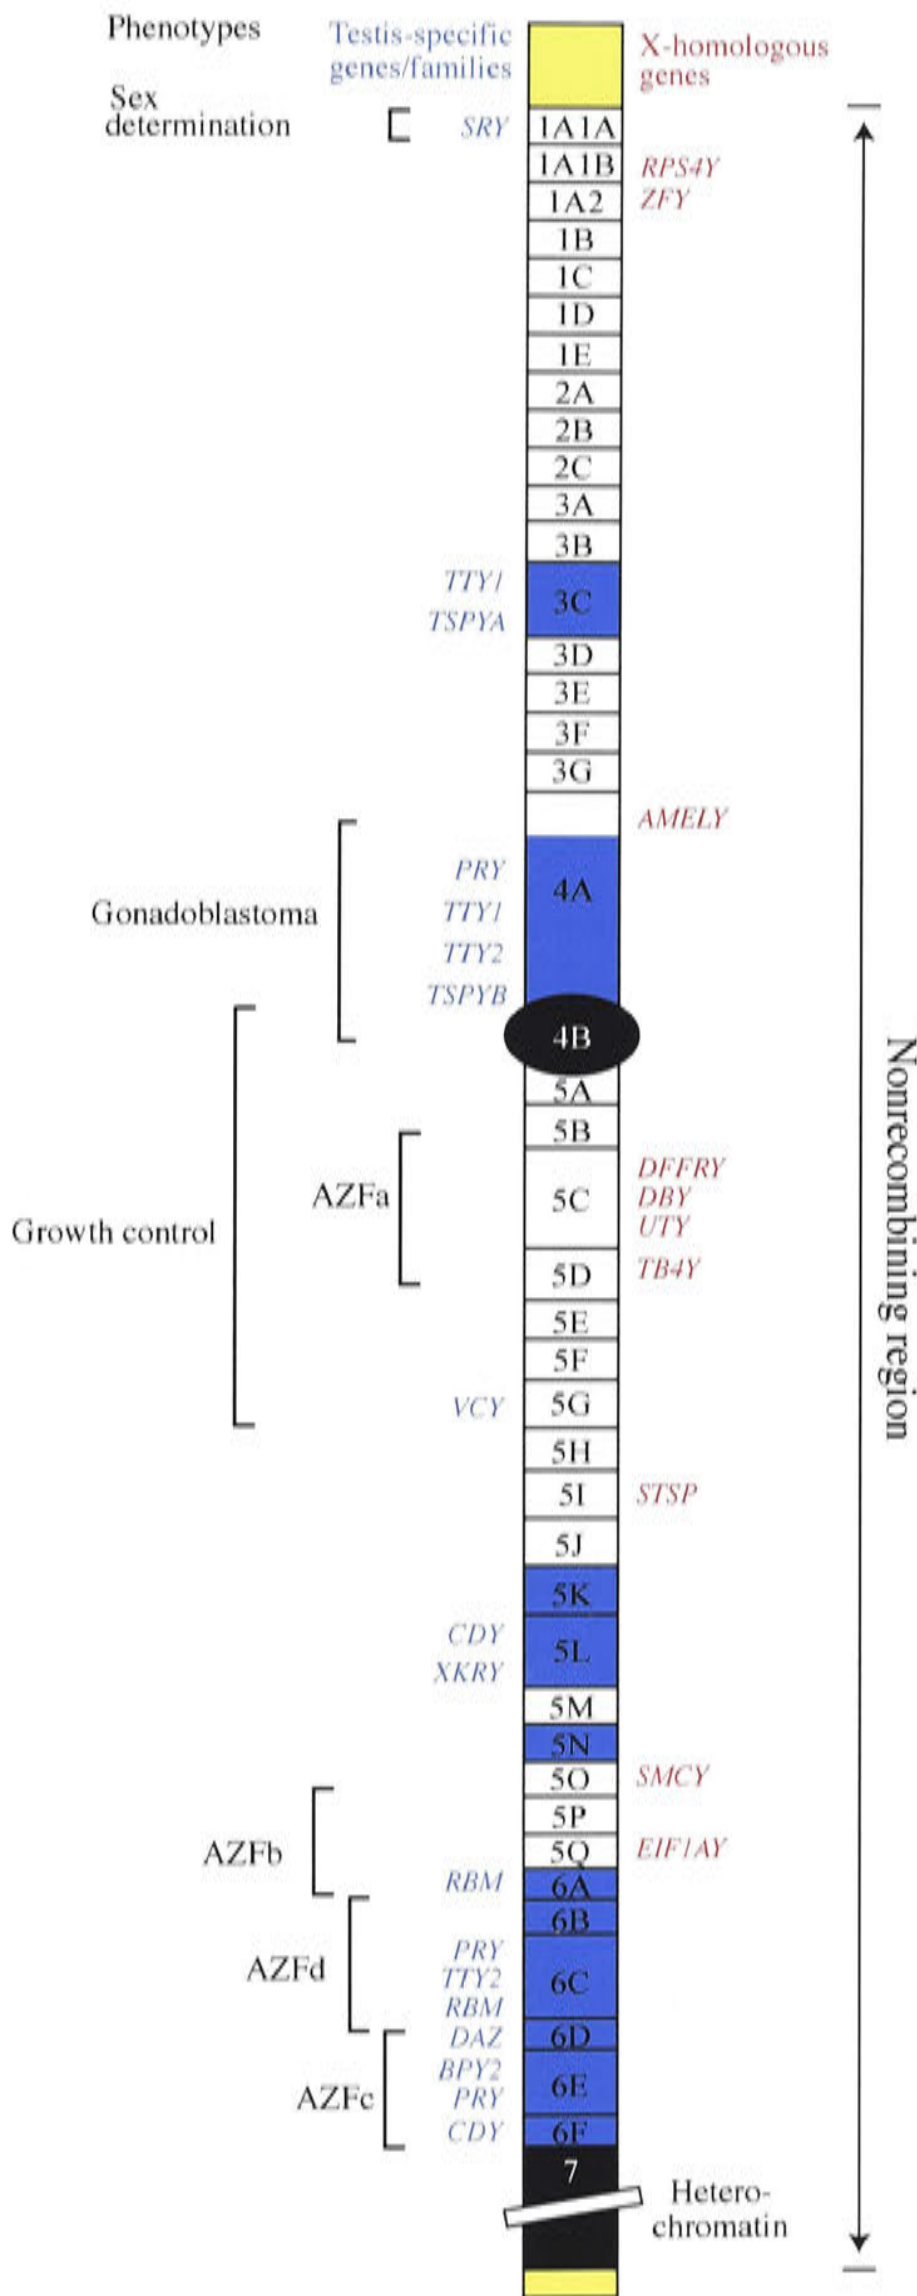 Phenotypes
Testis-specific
genes/families
X-homologous
genes
Sex
determination
SRY
1A1A
1A1B
RPS4Y
1A2
ZFY
1B
1C
1D
1E
2A
2B
2C
3A
3B
TTY1
TSPYA
3C
3D
3E
3F
3G
AMELY
Gonadoblastoma
PRY
TTY1
TTY2
TSPYB
4A
4B
5A
5B
Growth control
AZFa
5C
DFFRY
DBY
UTY
5D
TB4Y
5E
5F
VCY
5G
5H
5I
STSP
5J
5K
CDY
XKRY
5L
5M
5N
5O
SMCY
5P
AZFb
5Q
EIF1AY
RBM
6A
6B
AZFd
PRY
TTY2
RBM
6C
DAZ
6D
AZFc
BPY2
PRY
6E
CDY
6F
7
Hetero-
chromatin
Nonrecombining region